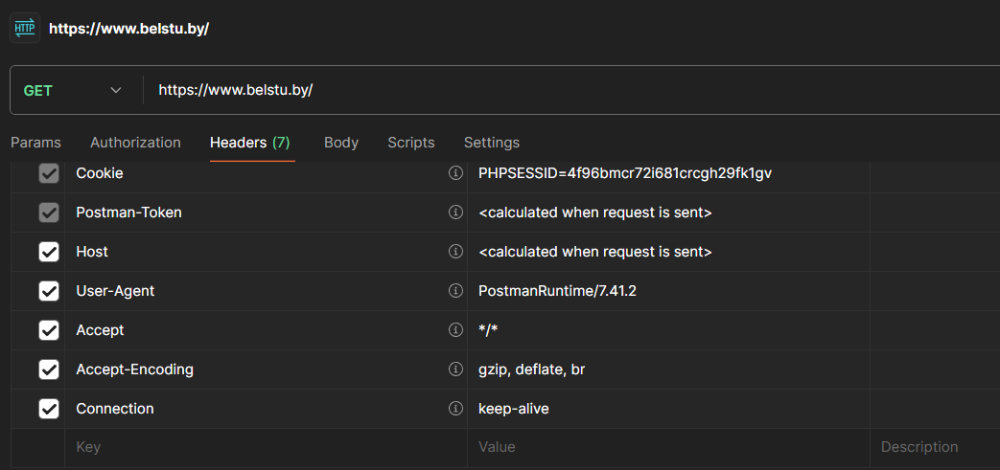 HTTP https://www.belstu.by/
GET https://www.belstu.by/
Params Authorization Headers (7) Body Scripts Settings
Cookie PHPSESSID=4f96bmcr72i681crcgh29fk1gv
Postman-Token <calculated when request is sent>
Host <calculated when request is sent>
User-Agent PostmanRuntime/7.41.2
Accept */*
Accept-Encoding gzip, deflate, br
Connection keep-alive
Key Value Description